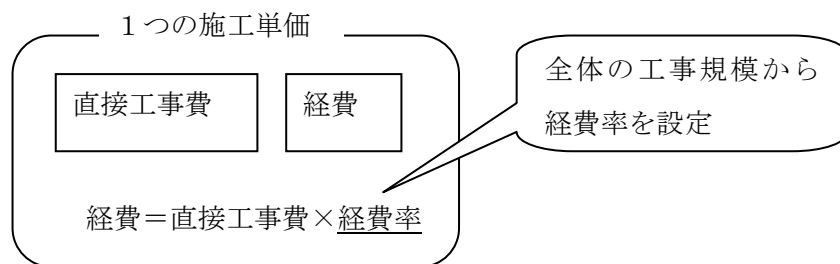 １つの施工単価
直接工事費
経費
経費＝直接工事費×経費率
全体の工事規模から
経費率を設定